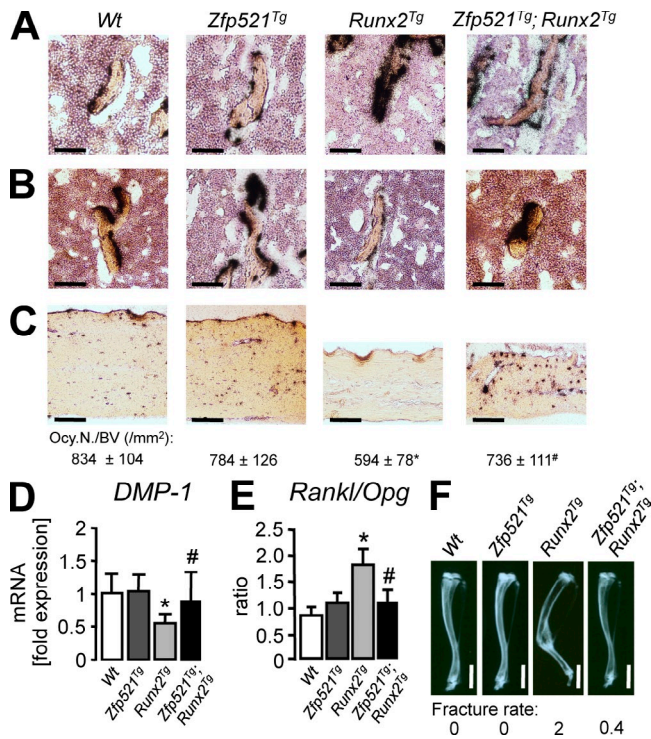 A Wt Zfp521Tg Runx2Tg Zfp521Tg; Runx2Tg
B
C
Ocy.N./BV (/mm²):
834 ± 104 784 ± 126 594 ± 78* 736 ± 111#
D DMP-1
mRNA
[fold expression]
2
1.5
1
0.5
0
*
#
Wt
Zfp521Tg
Runx2Tg
Zfp521Tg;
Runx2Tg
E Rankl/Opg
ratio
2.5
2.0
1.5
1.0
0.5
0
*
#
Wt
Zfp521Tg
Runx2Tg
Zfp521Tg;
Runx2Tg
F
Wt
Zfp521Tg
Runx2Tg
Zfp521Tg;
Runx2Tg
Fracture rate:
0 0 2 0.4